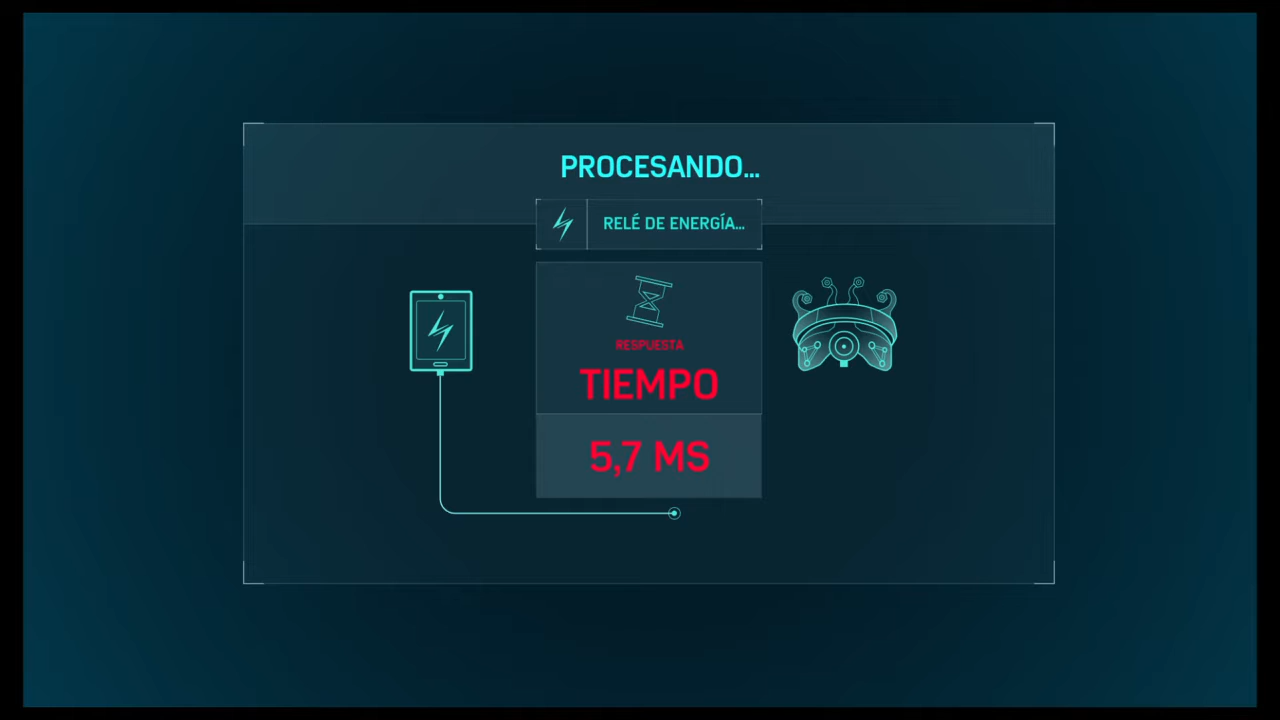 PROCESANDO...
RELÉ DE ENERGÍA...
RESPUESTA
TIEMPO
5,7 MS